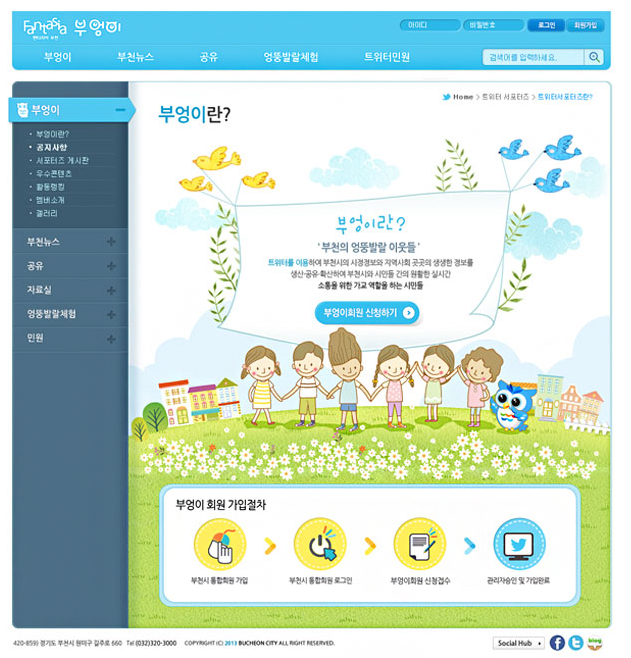 Fantasia 부엉이
판타지아 부천
아이디
비밀번호
로그인
회원가입
부엉이
부천뉴스
공유
엉뚱발랄체험
트위터민원
검색어를 입력하세요.
부엉이
· 부엉이란?
· 공지사항
· 서포터즈 게시판
· 우수콘텐츠
· 활동랭킹
· 멤버소개
· 갤러리
부천뉴스
공유
자료실
엉뚱발랄체험
민원
Home > 트위터 서포터즈 > 트위터서포터즈란?
부엉이란?
부엉이란?
'부천의 엉뚱발랄 이웃들'
트위터를 이용하여 부천시의 시정정보와 지역사회 곳곳의 생생한 정보를
생산·공유·확산하여 부천시와 시민들 간의 원활한 실시간
소통을 위한 가교 역할을 하는 시민들
부엉이회원 신청하기
부엉이 회원 가입절차
부천시 통합회원 가입
부천시 통합회원 로그인
부엉이회원 신청접수
관리자승인 및 가입완료
420-859) 경기도 부천시 원미구 길주로 660 Tel (032)320-3000 COPYRIGHT (C) 2013 BUCHEON CITY ALL RIGHT RESERVED.
Social Hub
blog